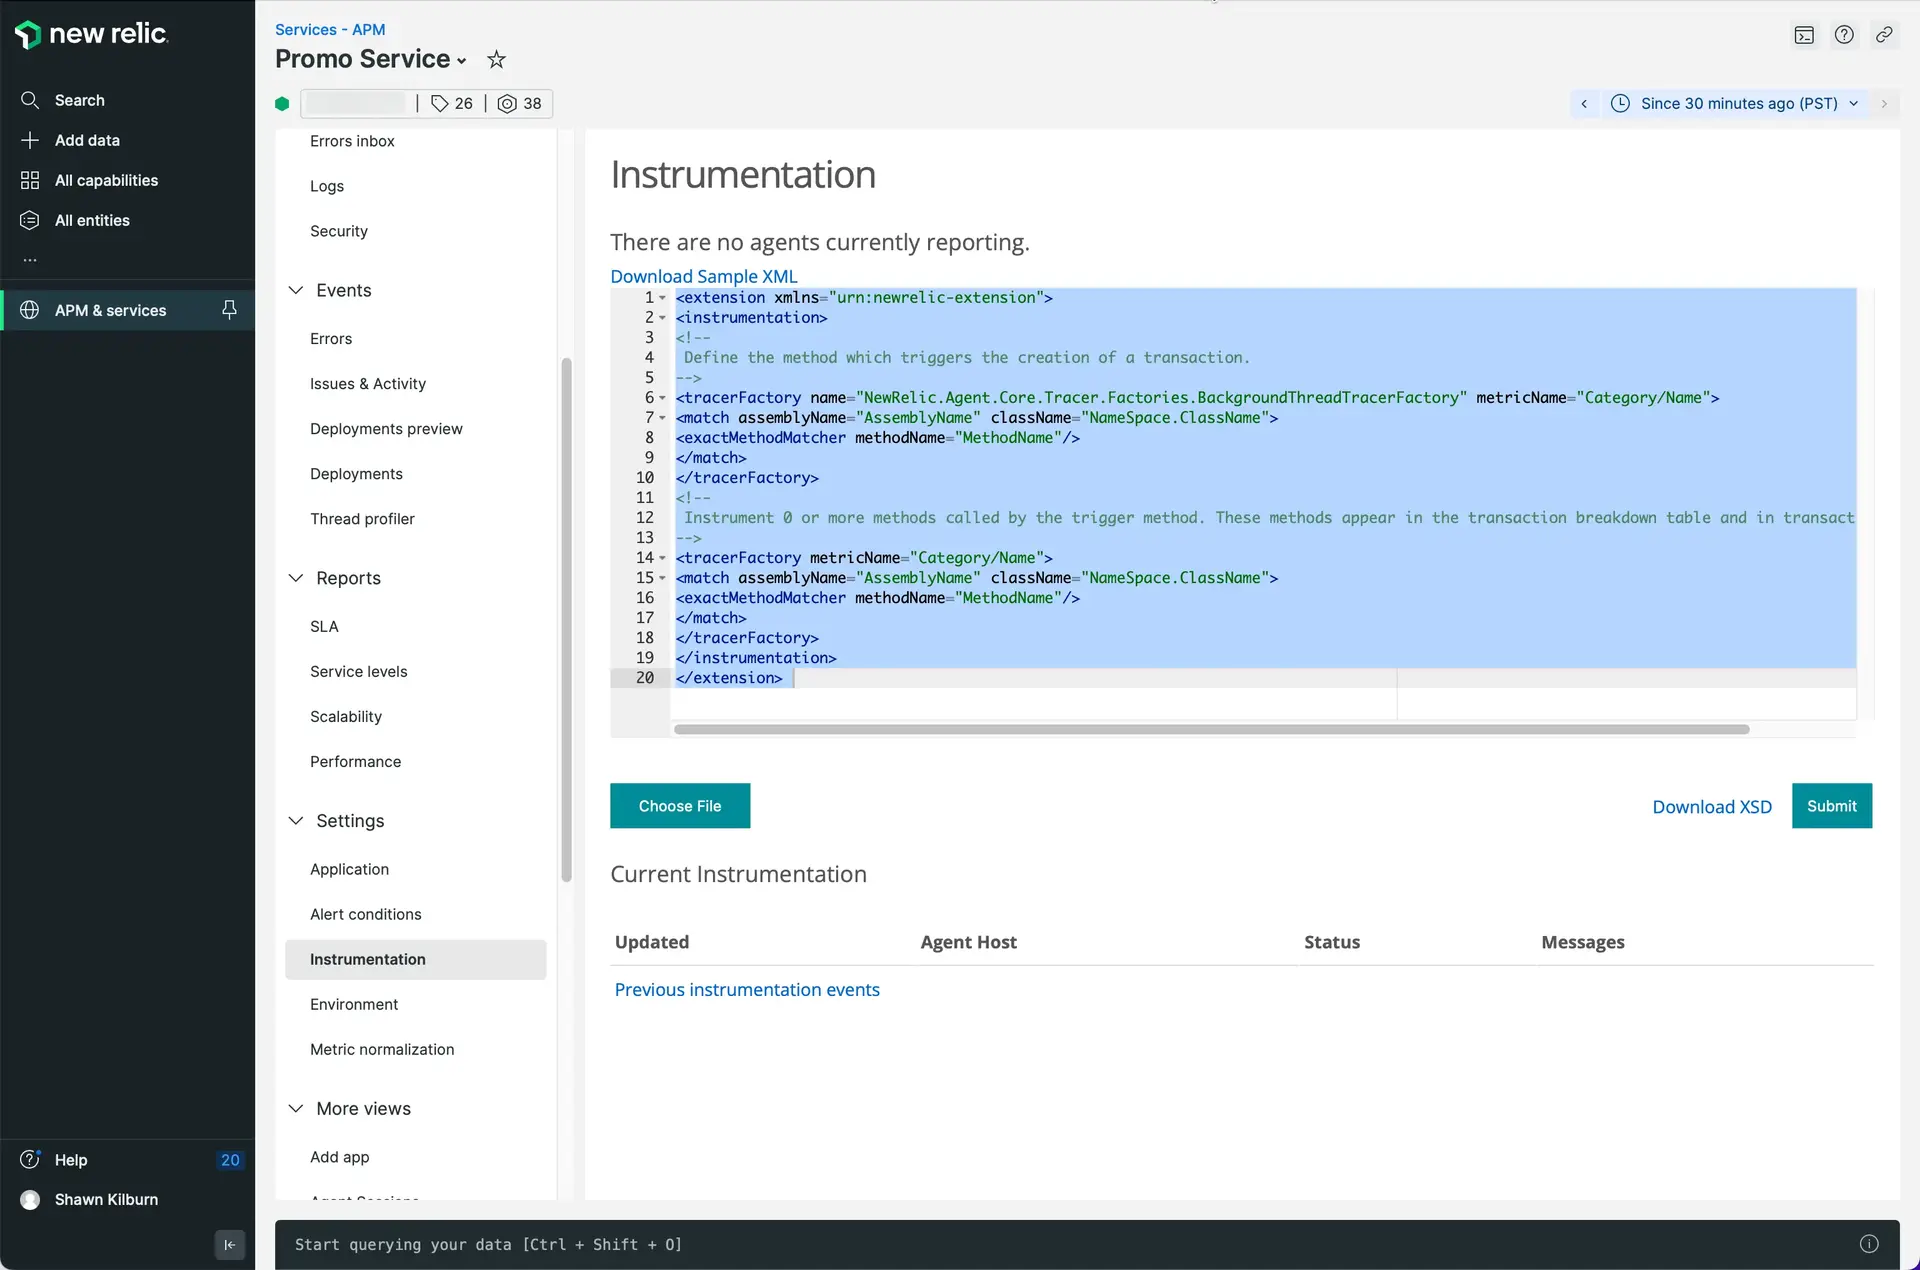 new relic.
Search
Add data
All capabilities
All entities
...
APM & services
Help 20
Shawn Kilburn
Services - APM
Promo Service
26 | 38
Since 30 minutes ago (PST)
Errors inbox
Logs
Security
Events
Errors
Issues & Activity
Deployments preview
Deployments
Thread profiler
Reports
SLA
Service levels
Scalability
Performance
Settings
Application
Alert conditions
Instrumentation
Environment
Metric normalization
More views
Add app
Instrumentation
There are no agents currently reporting.
Download Sample XML
1 <extension xmlns="urn:newrelic-extension">
2 <instrumentation>
3 <!--
4 Define the method which triggers the creation of a transaction.
5 -->
6 <tracerFactory name="NewRelic.Agent.Core.Tracer.Factories.BackgroundThreadTracerFactory" metricName="Category/Name">
7 <match assemblyName="AssemblyName" className="NameSpace.ClassName">
8 <exactMethodMatcher methodName="MethodName"/>
9 </match>
10 </tracerFactory>
11 <!--
12 Instrument 0 or more methods called by the trigger method. These methods appear in the transaction breakdown table and in transact
13 -->
14 <tracerFactory metricName="Category/Name">
15 <match assemblyName="AssemblyName" className="NameSpace.ClassName">
16 <exactMethodMatcher methodName="MethodName"/>
17 </match>
18 </tracerFactory>
19 </instrumentation>
20 </extension>
Choose File
Download XSD
Submit
Current Instrumentation
Updated Agent Host Status Messages
Previous instrumentation events
Start querying your data [Ctrl + Shift + O]